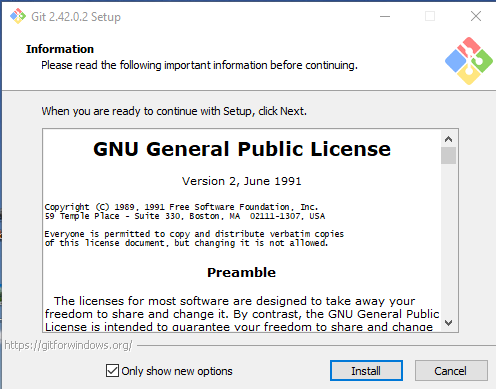 Git 2.42.0.2 Setup
Information
Please read the following important information before continuing.
When you are ready to continue with Setup, click Next.
GNU General Public License
Version 2, June 1991
Copyright (C) 1989, 1991 Free Software Foundation, Inc.
59 Temple Place - Suite 330, Boston, MA  02111-1307, USA
Everyone is permitted to copy and distribute verbatim copies
of this license document, but changing it is not allowed.
Preamble
The licenses for most software are designed to take away your
freedom to share and change it. By contrast, the GNU General Public
License is intended to guarantee your freedom to share and change
https://gitforwindows.org/
Only show new options
Install
Cancel